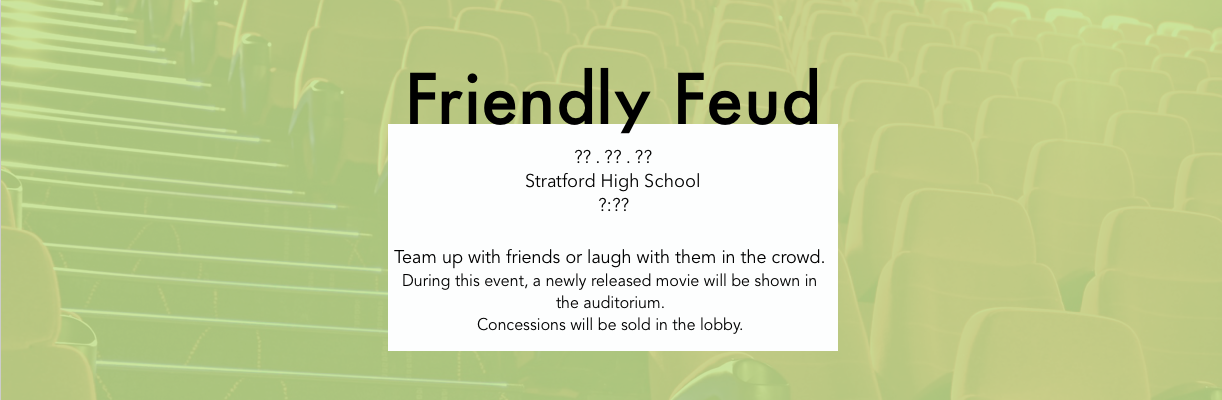 Friendly Feud
?? . ?? . ??
Stratford High School
?:??
Team up with friends or laugh with them in the crowd.
During this event, a newly released movie will be shown in
the auditorium.
Concessions will be sold in the lobby.